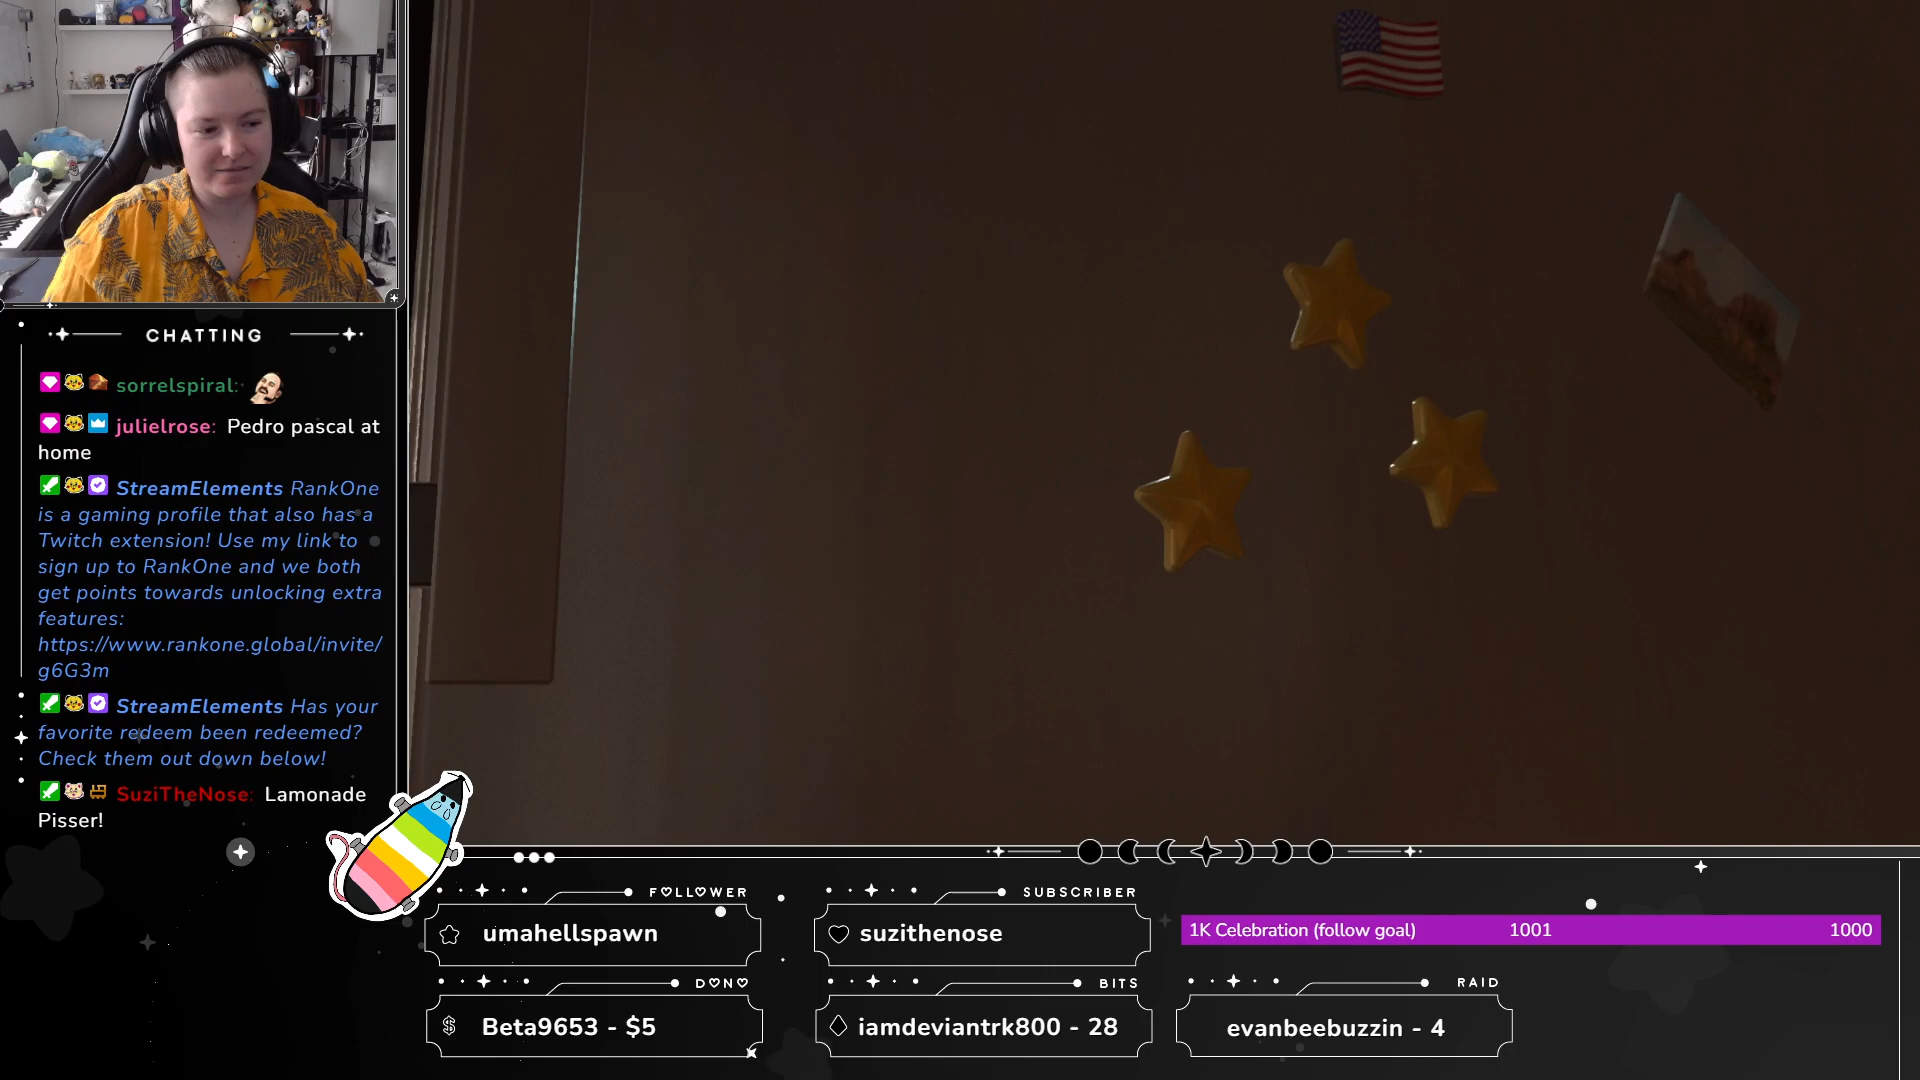 CHATTING
sorrelspiral:
julielrose: Pedro pascal at
home
StreamElements RankOne
is a gaming profile that also has a
Twitch extension! Use my link to
sign up to RankOne and we both
get points towards unlocking extra
features:
https://www.rankone.global/invite/
g6G3m
StreamElements Has your
favorite redeem been redeemed?
Check them out down below!
SuziTheNose: Lamonade
Pisser!
FOLLOWER
umahellspawn
SUBSCRIBER
suzithenose
1K Celebration (follow goal) 1001 1000
DONO
Beta9653 - $5
BITS
iamdeviantrk800 - 28
RAID
evanbeebuzzin - 4